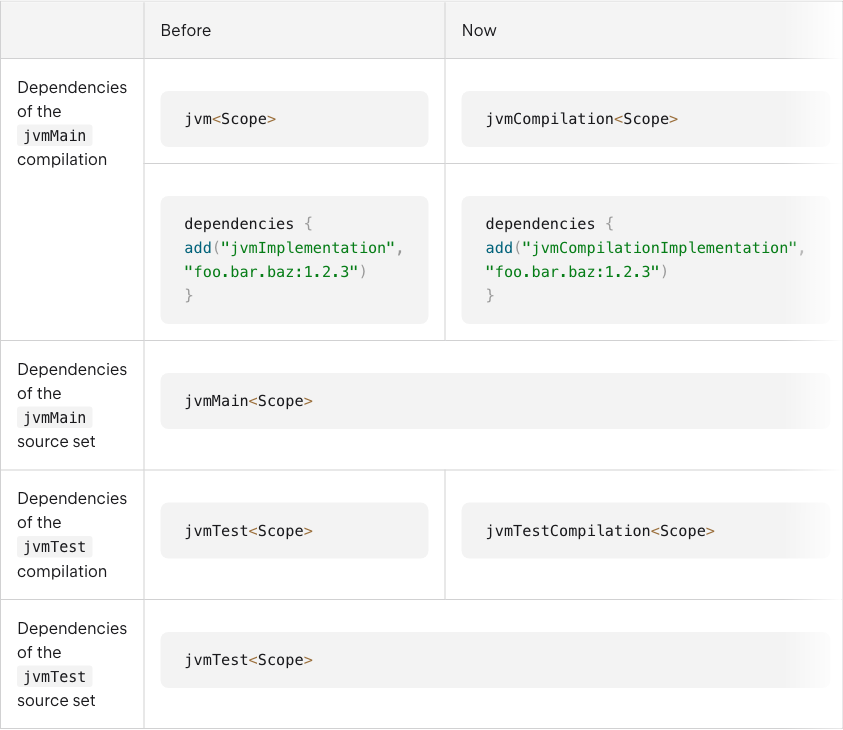 Before
Now
Dependencies
of the
jvmMain
compilation
jvm<Scope>
jvmCompilation<Scope>
dependencies {
add("jvmImplementation",
"foo.bar.baz:1.2.3")
}
dependencies {
add("jvmCompilationImplementation",
"foo.bar.baz:1.2.3")
}
Dependencies
of the
jvmMain
source set
jvmMain<Scope>
Dependencies
of the
jvmTest
compilation
jvmTest<Scope>
jvmTestCompilation<Scope>
Dependencies
of the
jvmTest
source set
jvmTest<Scope>